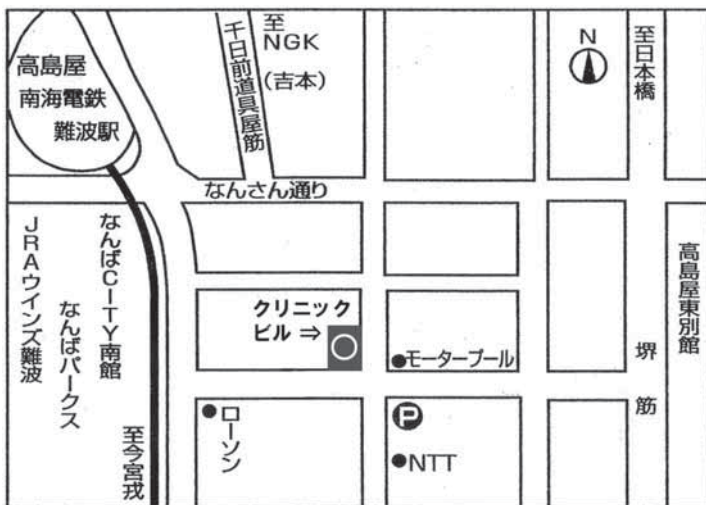 高島屋
南海電鉄
難波駅
千日前道具屋筋
至
NGK
(吉本)
N
至日本橋
なんさん通り
JRAウインズ難波
なんばパークス
なんばCITY南館
至今宮戎
クリニック
ビル⇒
モータープール
堺筋
高島屋東別館
ローソン
P
NTT